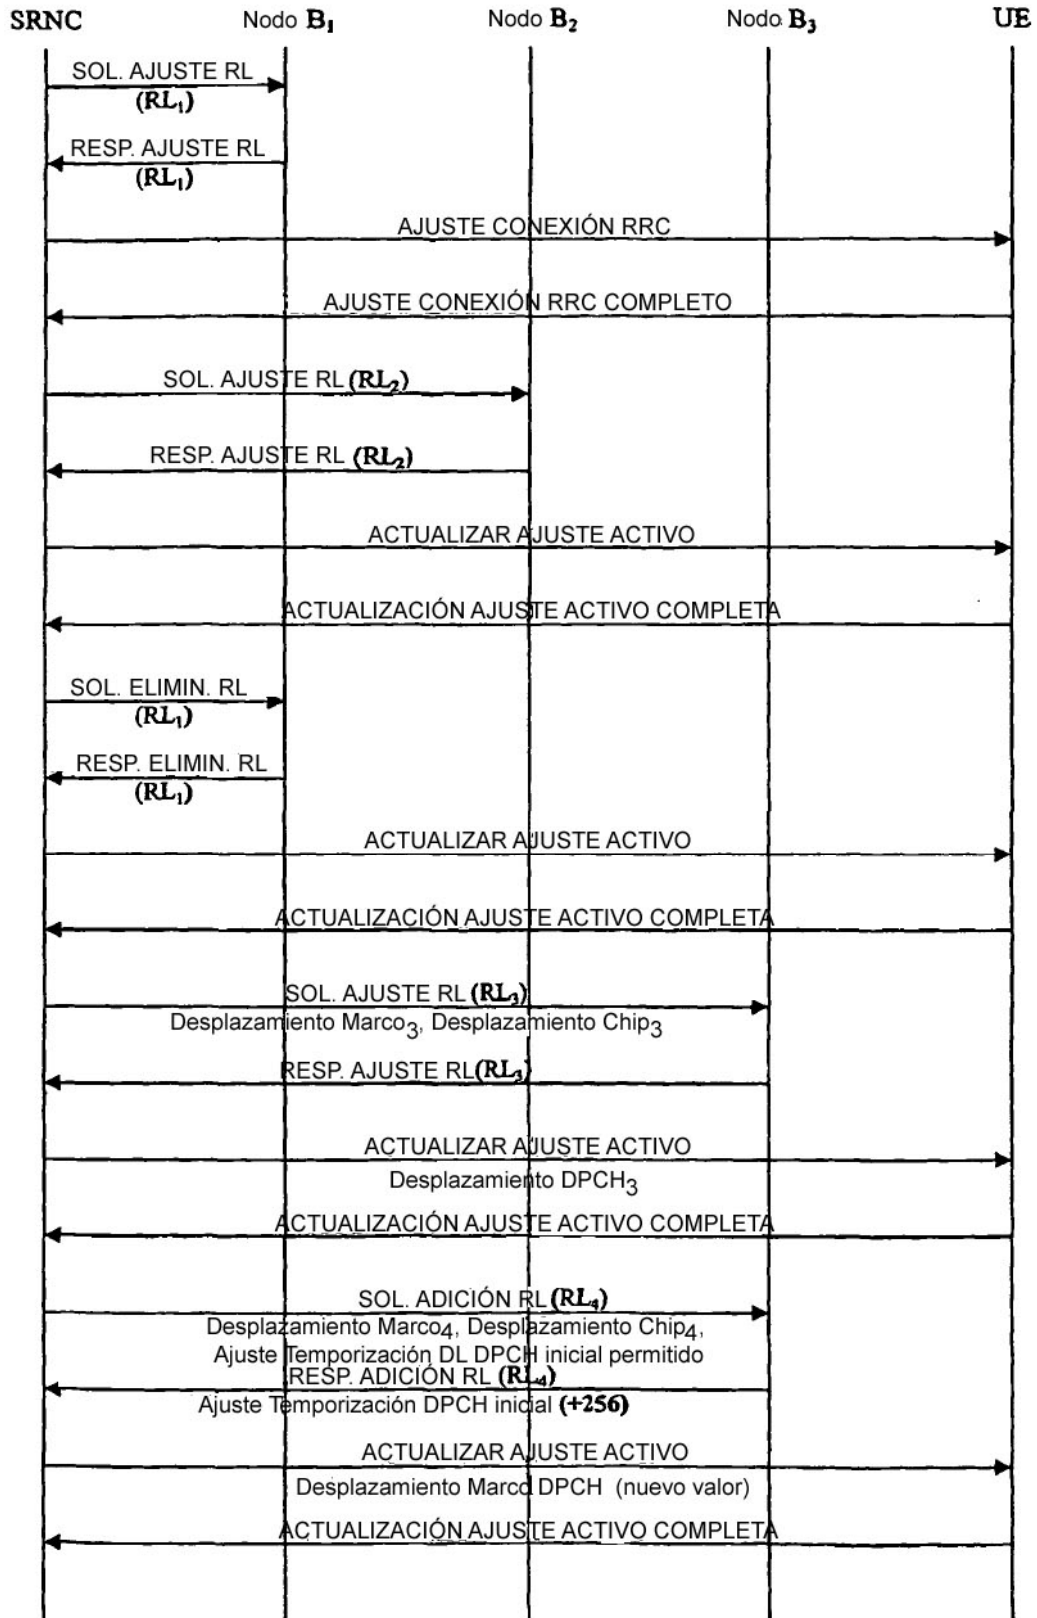 SRNC Nodo B₁ Nodo B₂ Nodo B₃ UE
SOL. AJUSTE RL
(RL₁)
RESP. AJUSTE RL
(RL₁)
AJUSTE CONEXIÓN RRC
AJUSTE CONEXIÓN RRC COMPLETO
SOL. AJUSTE RL (RL₂)
RESP. AJUSTE RL (RL₂)
ACTUALIZAR AJUSTE ACTIVO
ACTUALIZACIÓN AJUSTE ACTIVO COMPLETA
SOL. ELIMIN. RL
(RL₁)
RESP. ELIMIN. RL
(RL₁)
ACTUALIZAR AJUSTE ACTIVO
ACTUALIZACIÓN AJUSTE ACTIVO COMPLETA
SOL. AJUSTE RL (RL₃)
Desplazamiento Marco₃, Desplazamiento Chip₃
RESP. AJUSTE RL (RL₃)
ACTUALIZAR AJUSTE ACTIVO
Desplazamiento DPCH₃
ACTUALIZACIÓN AJUSTE ACTIVO COMPLETA
SOL. ADICIÓN RL (RL₄)
Desplazamiento Marco₄, Desplazamiento Chip₄,
Ajuste Temporización DL DPCH inicial permitido
RESP. ADICIÓN RL (RL₄)
Ajuste Temporización DPCH inicial (+256)
ACTUALIZAR AJUSTE ACTIVO
Desplazamiento Marco DPCH (nuevo valor)
ACTUALIZACIÓN AJUSTE ACTIVO COMPLETA